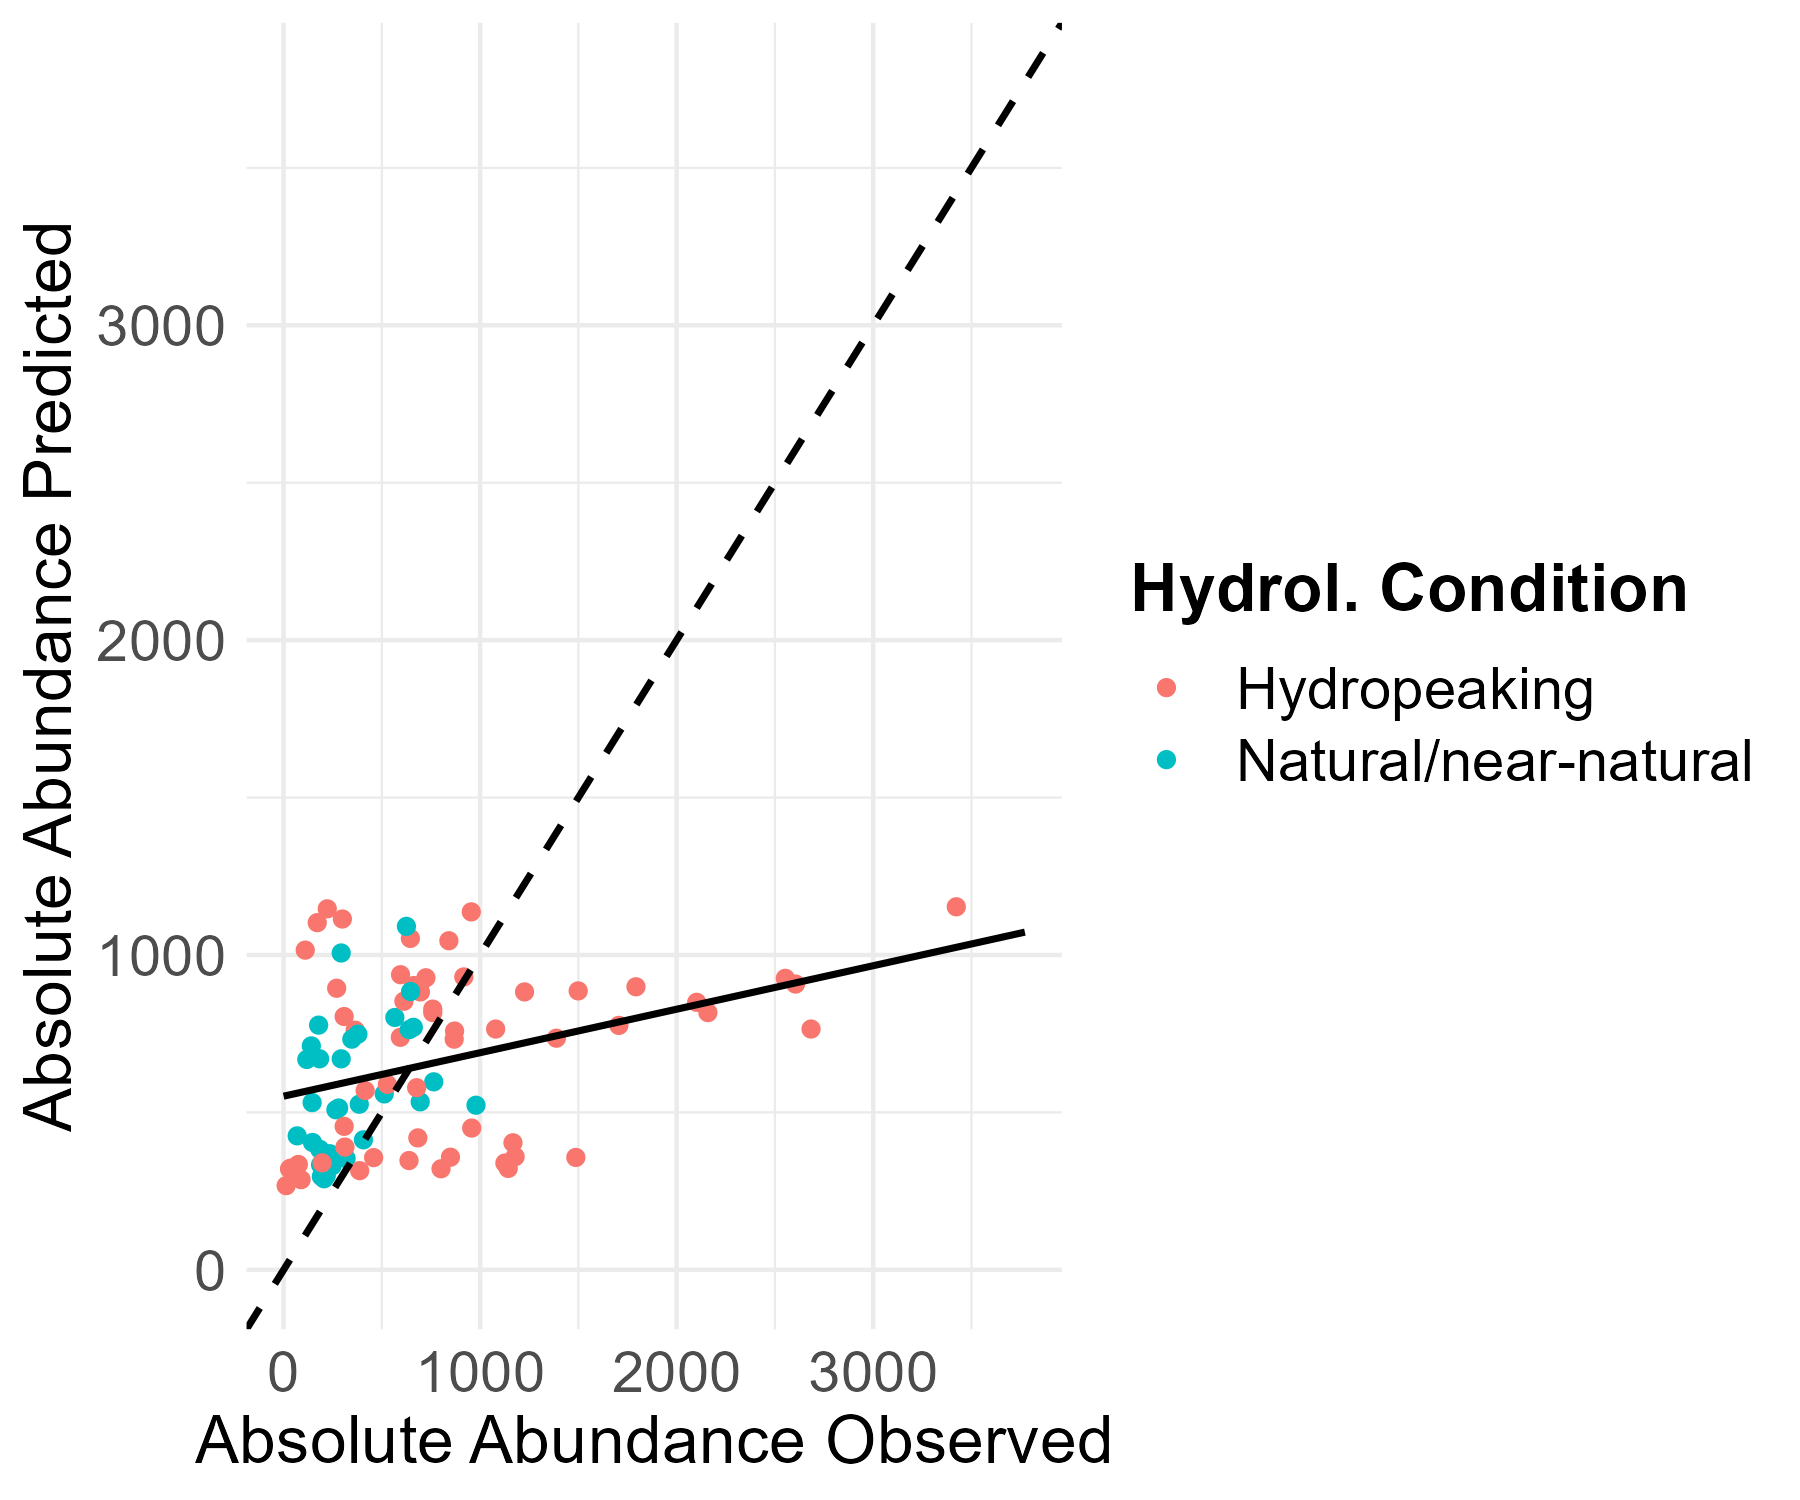 Absolute Abundance Predicted
3000
2000
1000
0
0 1000 2000 3000
Absolute Abundance Observed
Hydrol. Condition
Hydropeaking
Natural/near-natural